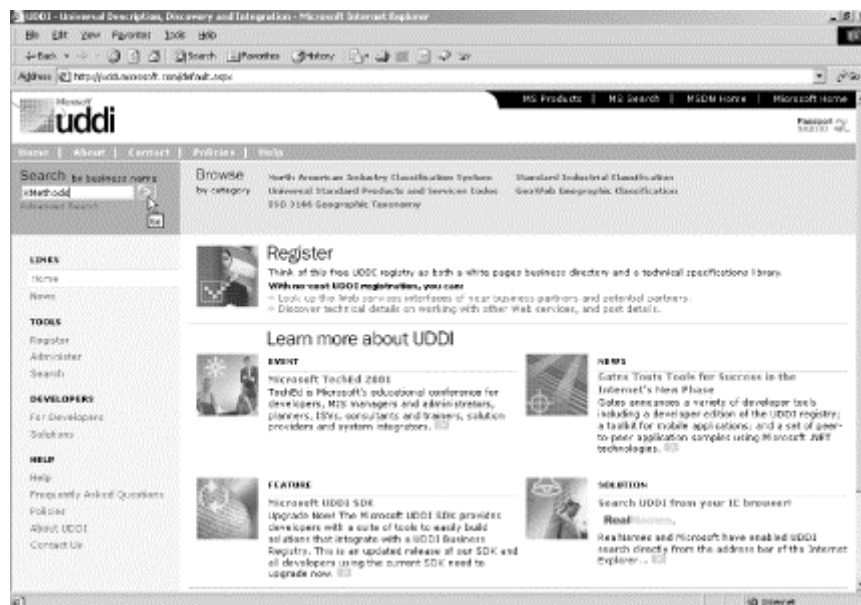 UDDI - Universal Description, Discovery and Integration - Microsoft Internet Explorer
File Edit View Favorites Tools Help
Back Search Favorites History
Address http://uddi.microsoft.com/default.aspx
MS Products | MS Search | MSDN Home | Microsoft Home
Microsoft
uddi
Passport
Home | About | Contact | Policies | Help
Search by business name
xMethods
Advanced Search
Go
Browse
by category
North American Industry Classification System
Universal Standard Products and Services Codes
ISO 3166 Geographic Taxonomy
Standard Industrial Classification
GeoWeb Geographic Classification
LINKS
Home
News
TOOLS
Register
Administer
Search
DEVELOPERS
For Developers
Solutions
HELP
Help
Frequently Asked Questions
Policies
About UDDI
Contact Us
Register
Think of this free UDDI registry as both a white pages business directory and a technical specifications library.
With no-cost UDDI registration, you can:
Look up the Web services interfaces of near business partners and potential partners.
Discover technical details on working with other Web services, and post details.
Learn more about UDDI
EVENT
Microsoft TechEd 2001
TechEd is Microsoft's educational conference for
developers, MIS managers and administrators,
planners, ISVs, consultants and trainers, solution
providers and system integrators.
NEWS
Gates Touts Tools for Success in the
Internet's New Phase
Gates announces a variety of developer tools
including a developer edition of the UDDI registry;
a toolkit for mobile applications; and a set of peer-
to-peer application samples using Microsoft .NET
technologies.
FEATURE
Microsoft UDDI SDK
Upgrade Now! The Microsoft UDDI SDK provides
developers with a suite of tools to easily build
solutions that integrate with a UDDI Business
Registry. This is an updated release of our SDK and
all developers using the current SDK need to
upgrade now.
SOLUTION
Search UDDI from your IE browser!
RealNames.
RealNames and Microsoft have enabled UDDI
search directly from the address bar of the Internet
Explorer...
Internet